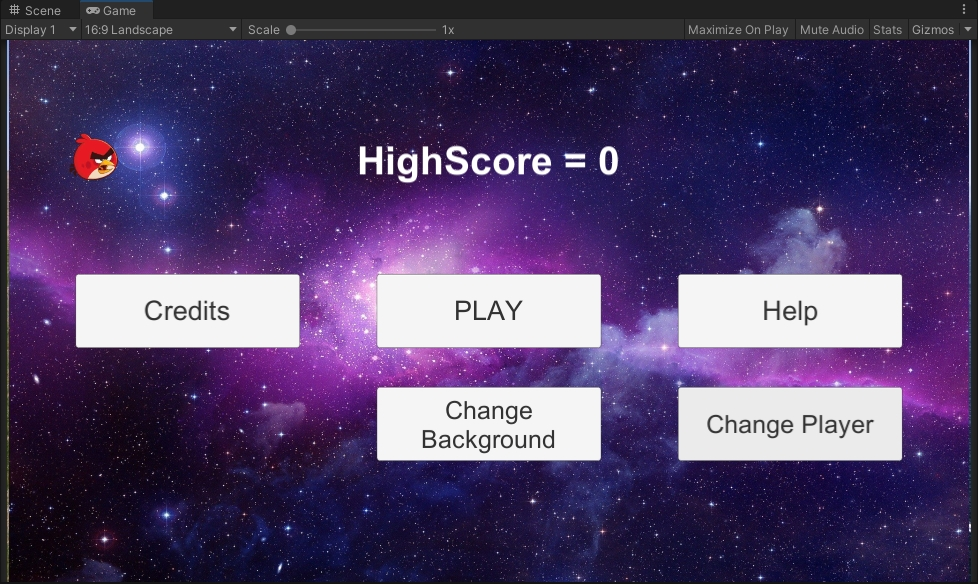 Scene Game
Display 1 16:9 Landscape Scale 1x Maximize On Play Mute Audio Stats Gizmos
HighScore = 0
Credits PLAY Help
Change
Background
Change Player